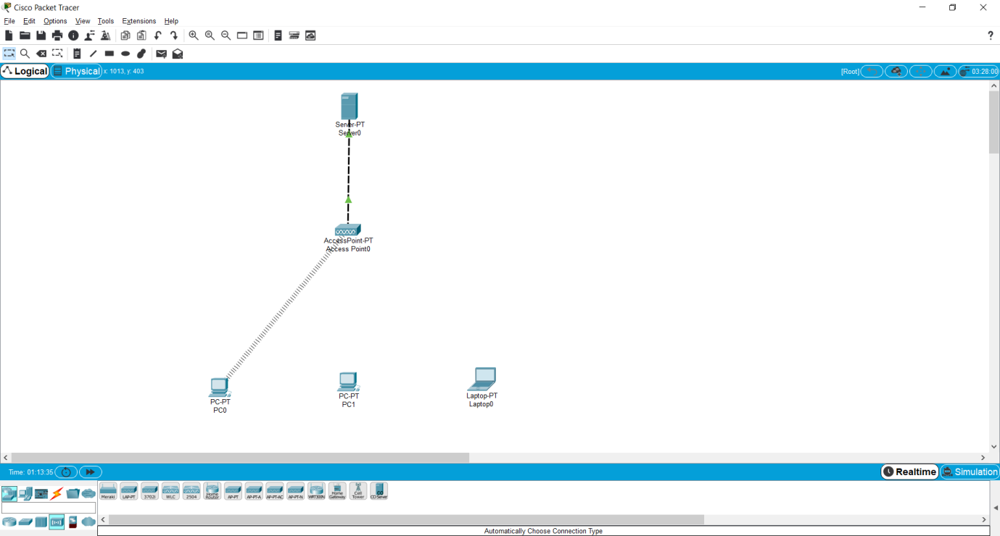 Cisco Packet Tracer
File Edit Options View Tools Extensions Help
?
Logical Physical x: 1013, y: 403 [Root] 03:28:00
Server-PT
Server0
AccessPoint-PT
Access Point0
PC-PT
PC0
PC-PT
PC1
Laptop-PT
Laptop0
Time: 01:13:35 Realtime Simulation
Meraki LAP-PT 3702i WLC 2504 Home Router AP-PT AP-PT-A AP-PT-AC AP-PT-N WRT300N Home Gateway Cell Tower CO Server
Automatically Choose Connection Type